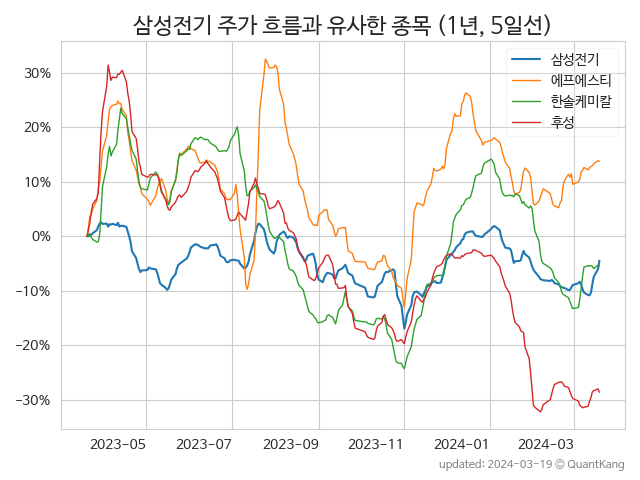 삼성전기 주가 흐름과 유사한 종목 (1년, 5일선)
삼성전기
에프에스티
한솔케미칼
후성
30%
20%
10%
0%
−10%
−20%
−30%
2023-05 2023-07 2023-09 2023-11 2024-01 2024-03
updated: 2024-03-19 © QuantKang